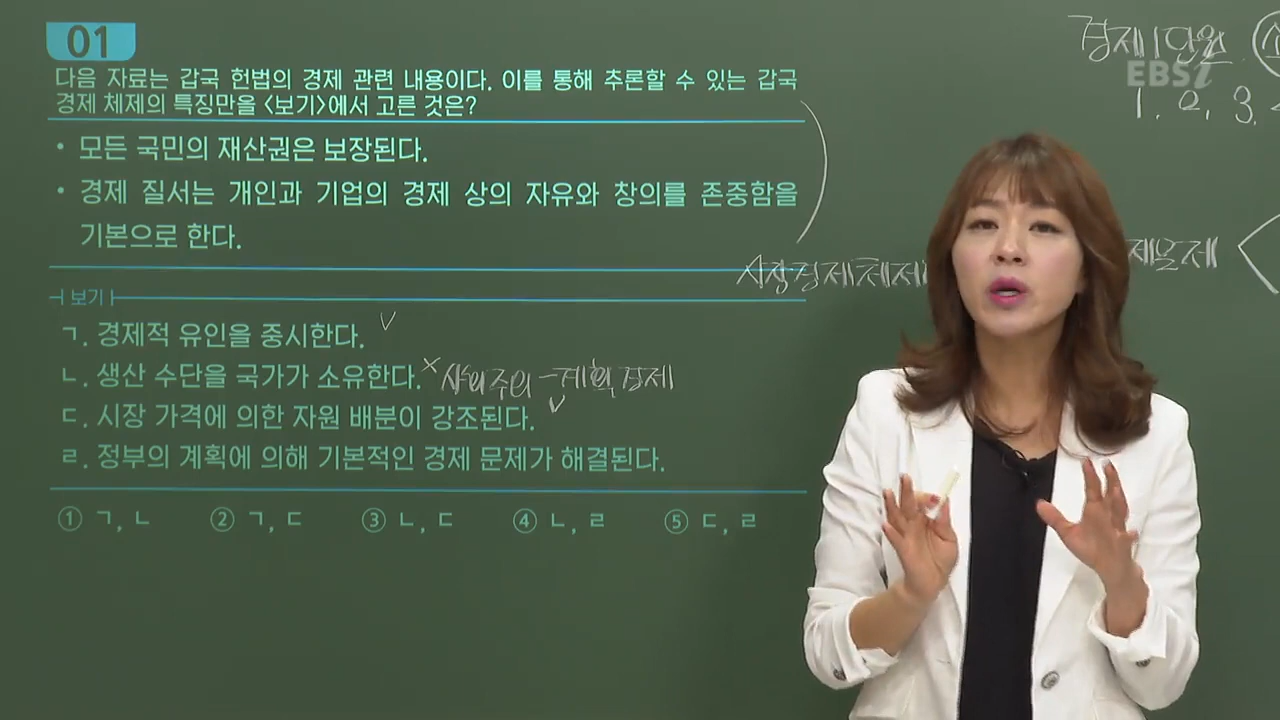 01
다음 자료는 갑국 헌법의 경제 관련 내용이다. 이를 통해 추론할 수 있는 갑국
경제 체제의 특징만을 <보기>에서 고른 것은?
• 모든 국민의 재산권은 보장된다.
• 경제 질서는 개인과 기업의 경제 상의 자유와 창의를 존중함을
기본으로 한다.
시장경제체제
보기
ㄱ. 경제적 유인을 중시한다. ✓
ㄴ. 생산 수단을 국가가 소유한다. × 사회주의 - 계획경제
ㄷ. 시장 가격에 의한 자원 배분이 강조된다. ✓
ㄹ. 정부의 계획에 의해 기본적인 경제 문제가 해결된다.
① ㄱ, ㄴ ② ㄱ, ㄷ ③ ㄴ, ㄷ ④ ㄴ, ㄹ ⑤ ㄷ, ㄹ
경제 1단원
EBSi
1, 2, 3,
제문제